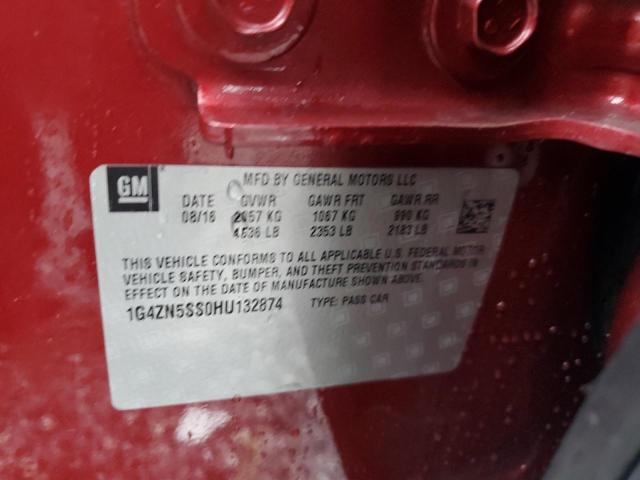 GM
MFD BY GENERAL MOTORS LLC
DATE GVWR GAWR FRT GAWR RR
08/16 2057 KG 1067 KG 990 KG
4536 LB 2353 LB 2183 LB
THIS VEHICLE CONFORMS TO ALL APPLICABLE U.S. FEDERAL MOTOR
VEHICLE SAFETY, BUMPER, AND THEFT PREVENTION STANDARDS IN
EFFECT ON THE DATE OF MANUFACTURE SHOWN ABOVE.
1G4ZN5SS0HU132874 TYPE: PASS CAR